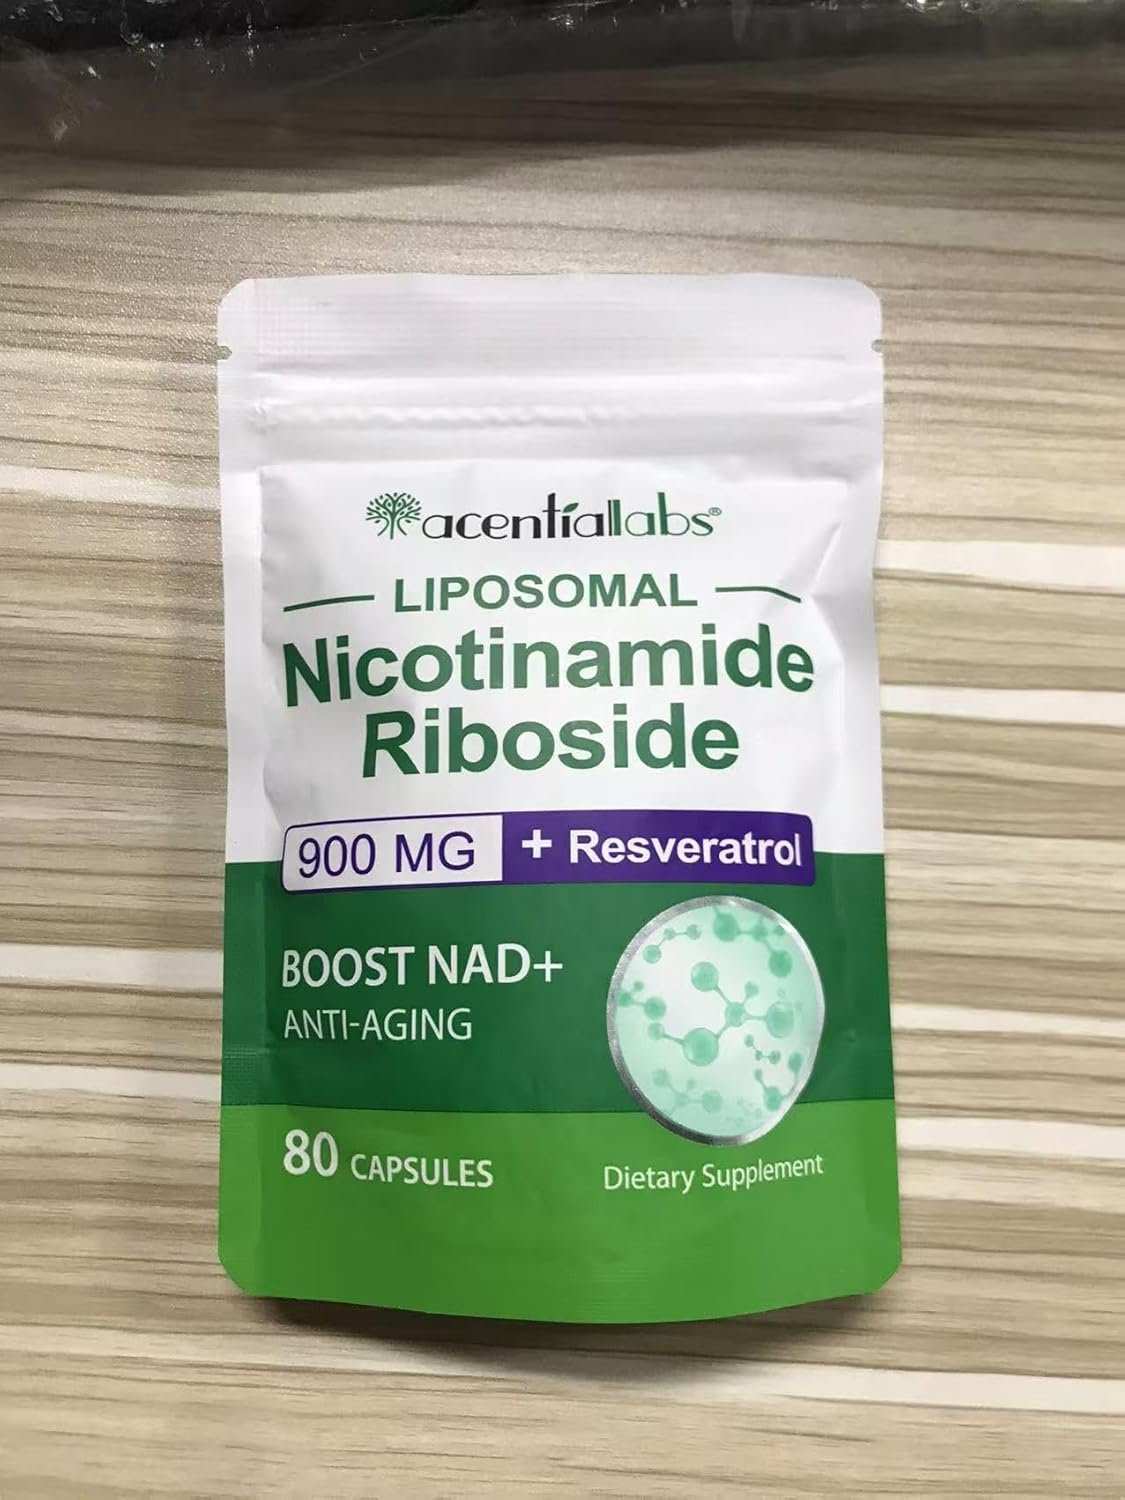 acentiallabs®
LIPOSOMAL
Nicotinamide
Riboside
900 MG + Resveratrol
BOOST NAD+
ANTI-AGING
80 CAPSULES
Dietary Supplement